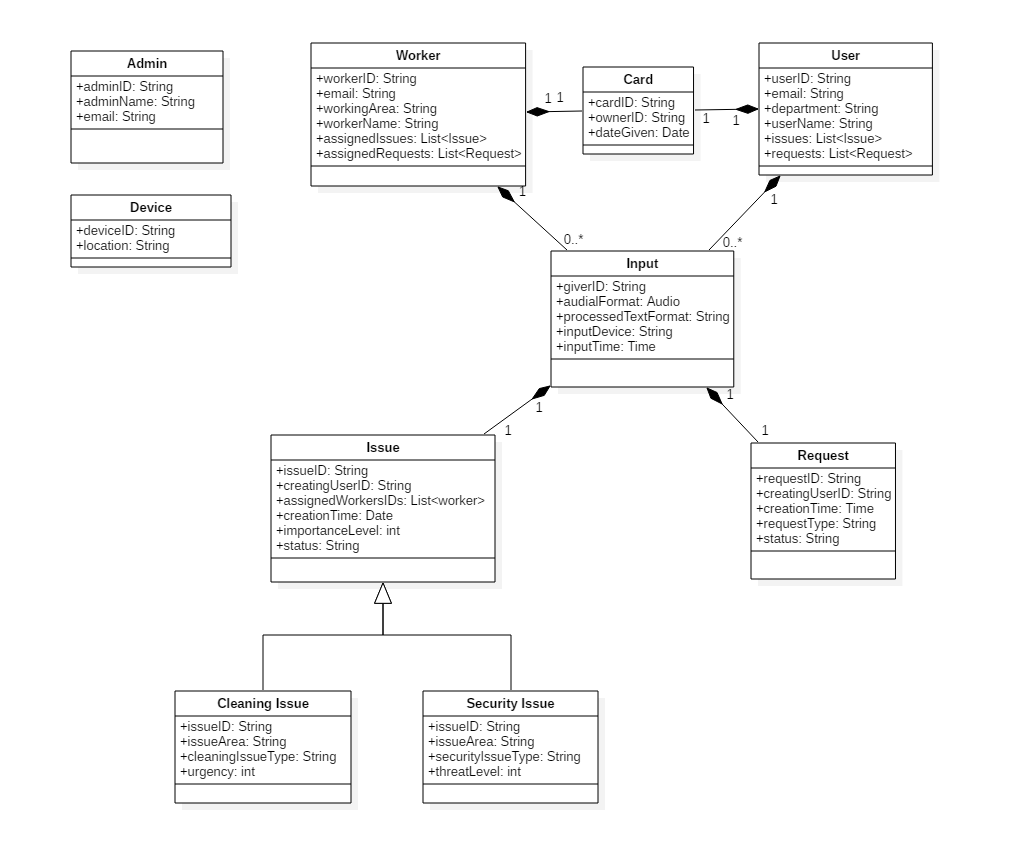 Admin
+adminID: String
+adminName: String
+email: String
Worker
+workerID: String
+email: String
+workingArea: String
+workerName: String
+assignedIssues: List<Issue>
+assignedRequests: List<Request>
1 1
Card
+cardID: String
+ownerID: String
+dateGiven: Date
1 1
User
+userID: String
+email: String
+department: String
+userName: String
+issues: List<Issue>
+requests: List<Request>
Device
+deviceID: String
+location: String
1
0..*
1
0..*
Input
+giverID: String
+audialFormat: Audio
+processedTextFormat: String
+inputDevice: String
+inputTime: Time
1
1
1
1
Issue
+issueID: String
+creatingUserID: String
+assignedWorkersIDs: List<worker>
+creationTime: Date
+importanceLevel: int
+status: String
Request
+requestID: String
+creatingUserID: String
+creationTime: Time
+requestType: String
+status: String
Cleaning Issue
+issueID: String
+issueArea: String
+cleaningIssueType: String
+urgency: int
Security Issue
+issueID: String
+issueArea: String
+securityIssueType: String
+threatLevel: int